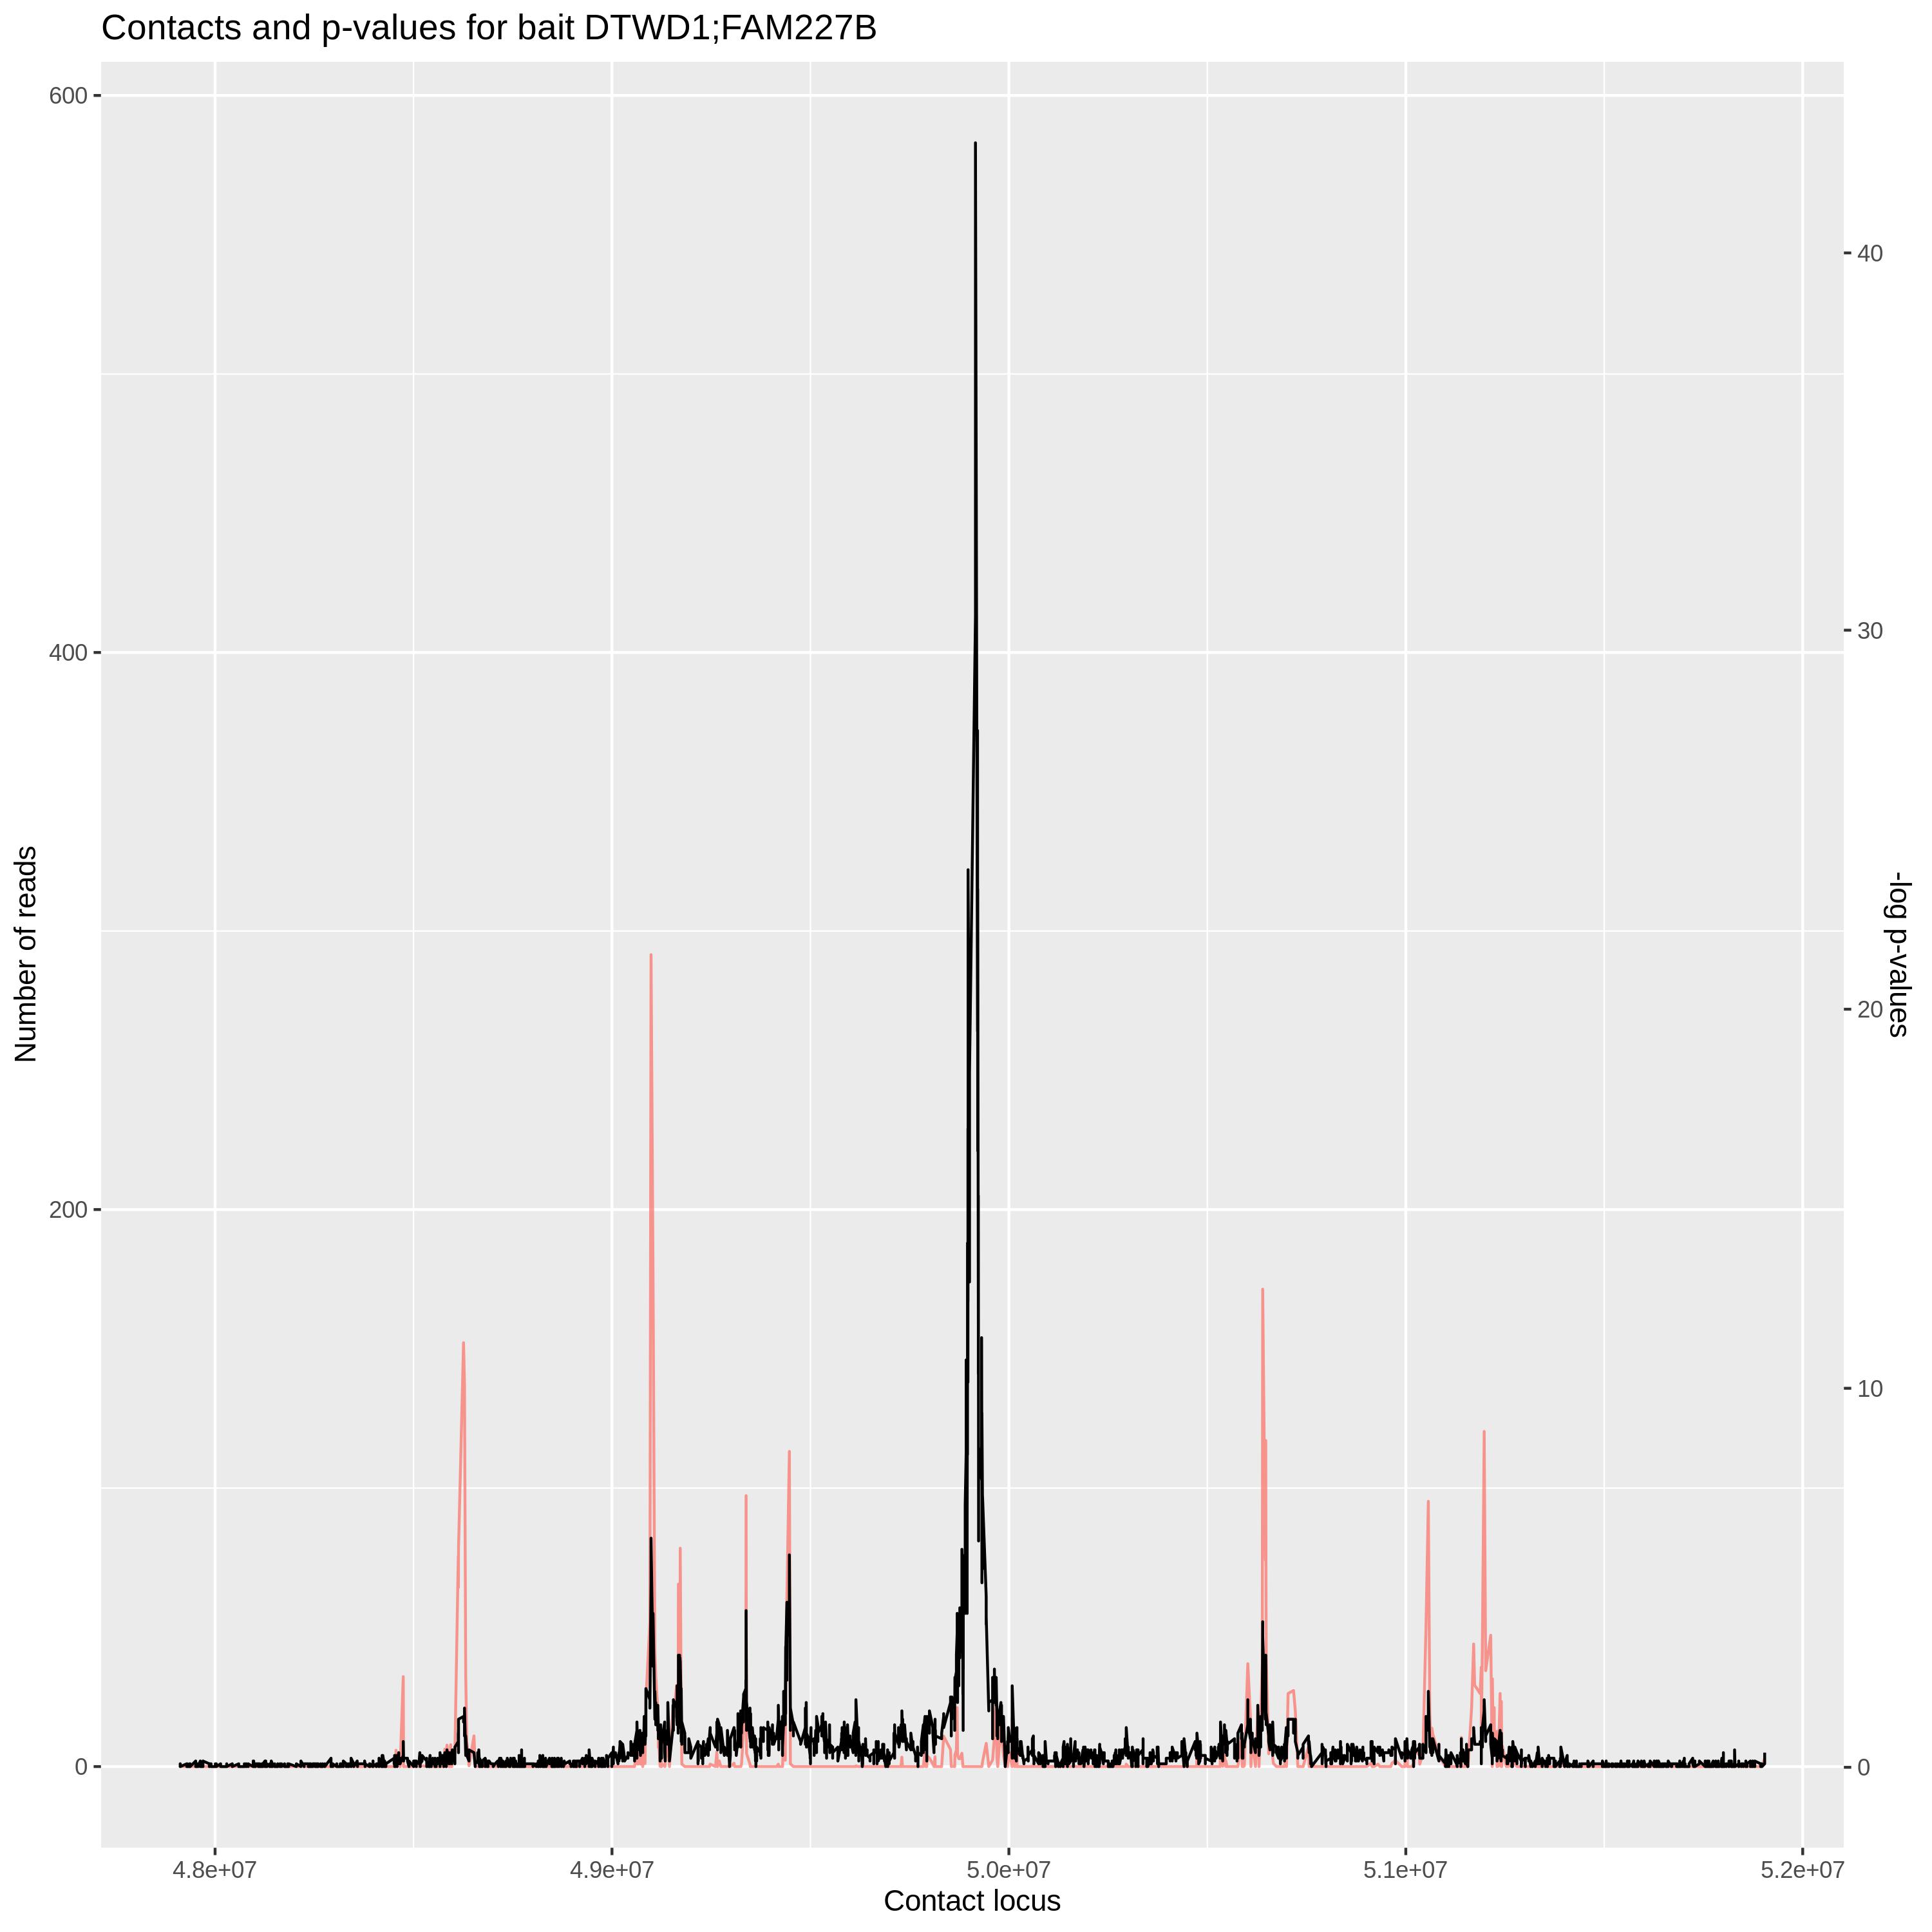 Contacts and p-values for bait DTWD1;FAM227B
600
400
200
0
Number of reads
40
30
20
10
0
-log p-values
4.8e+07
4.9e+07
5.0e+07
5.1e+07
5.2e+07
Contact locus